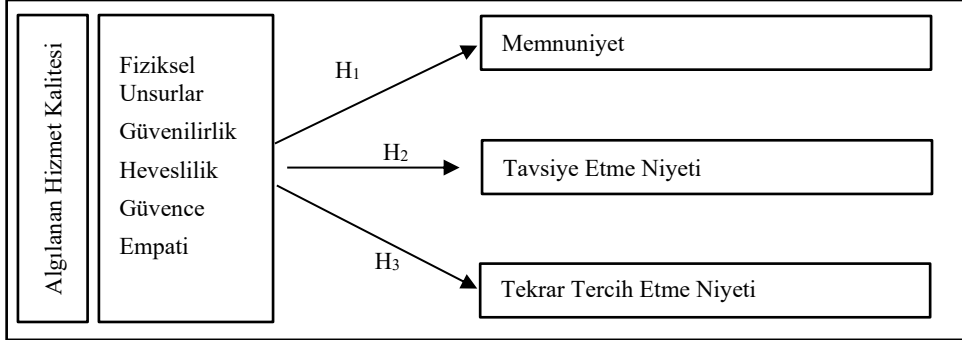 Algılanan Hizmet Kalitesi
Fiziksel
Unsurlar
Güvenilirlik
Heveslilik
Güvence
Empati
H1
H2
H3
Memnuniyet
Tavsiye Etme Niyeti
Tekrar Tercih Etme Niyeti